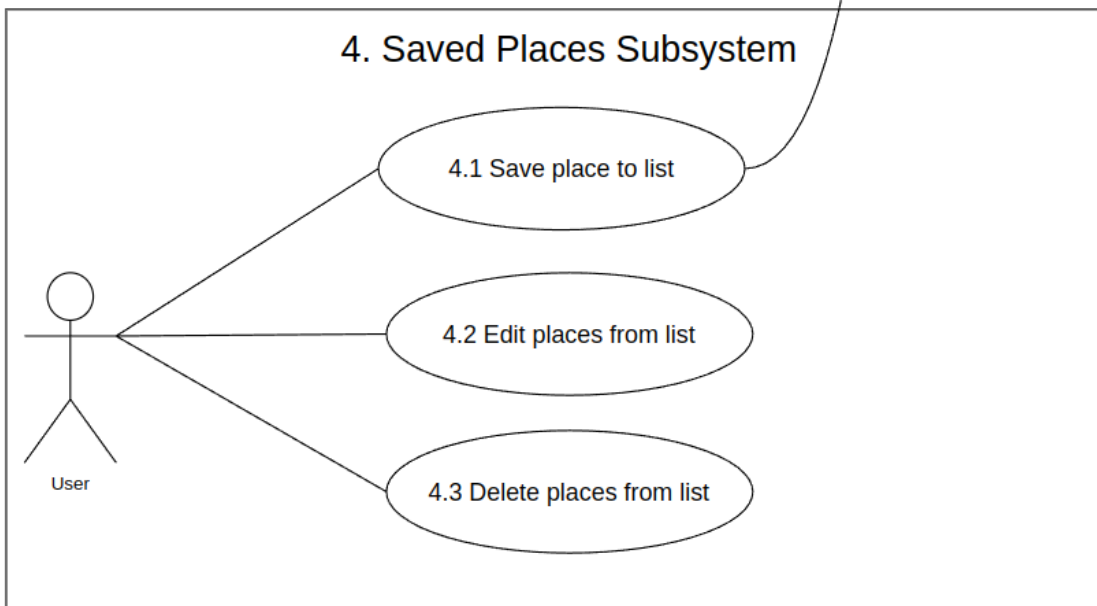 4. Saved Places Subsystem
4.1 Save place to list
4.2 Edit places from list
4.3 Delete places from list
User